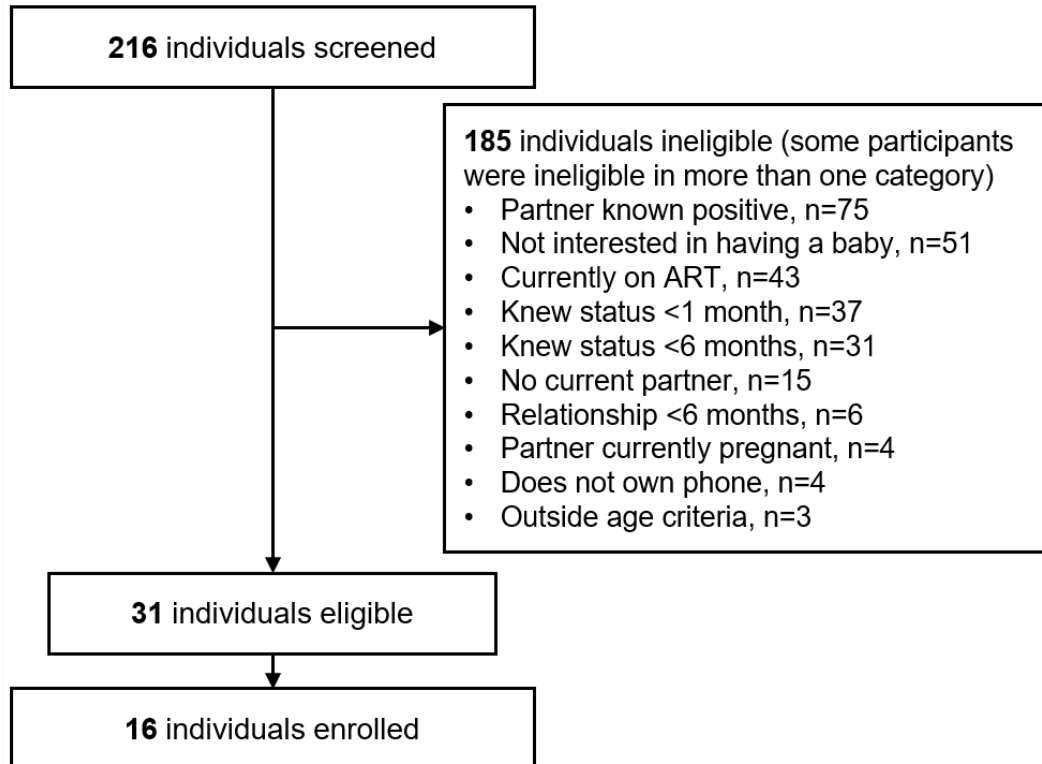 216 individuals screened
185 individuals ineligible (some participants
were ineligible in more than one category)
• Partner known positive, n=75
• Not interested in having a baby, n=51
• Currently on ART, n=43
• Knew status <1 month, n=37
• Knew status <6 months, n=31
• No current partner, n=15
• Relationship <6 months, n=6
• Partner currently pregnant, n=4
• Does not own phone, n=4
• Outside age criteria, n=3
31 individuals eligible
16 individuals enrolled